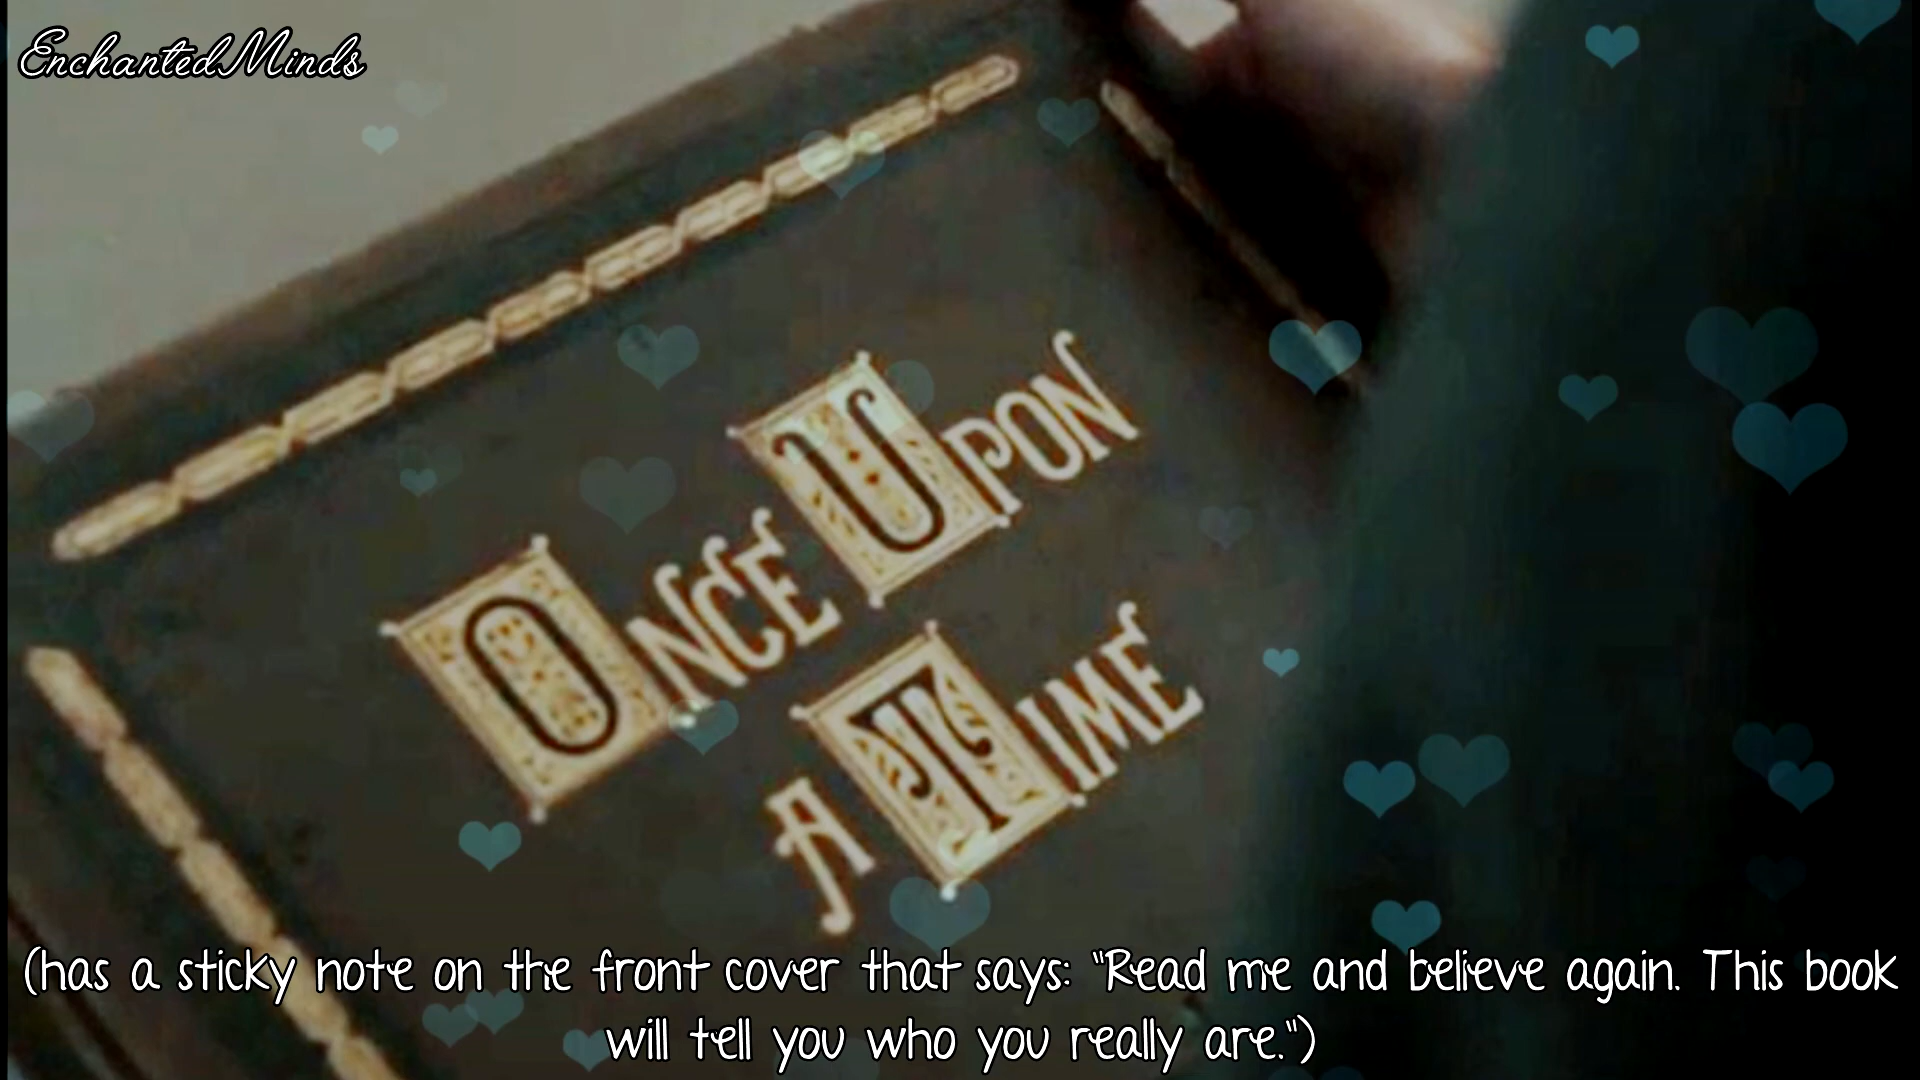 EnchantedMinds
Once Upon
A Time
(has a sticky note on the front cover that says: "Read me and believe again. This book
will tell you who you really are.")